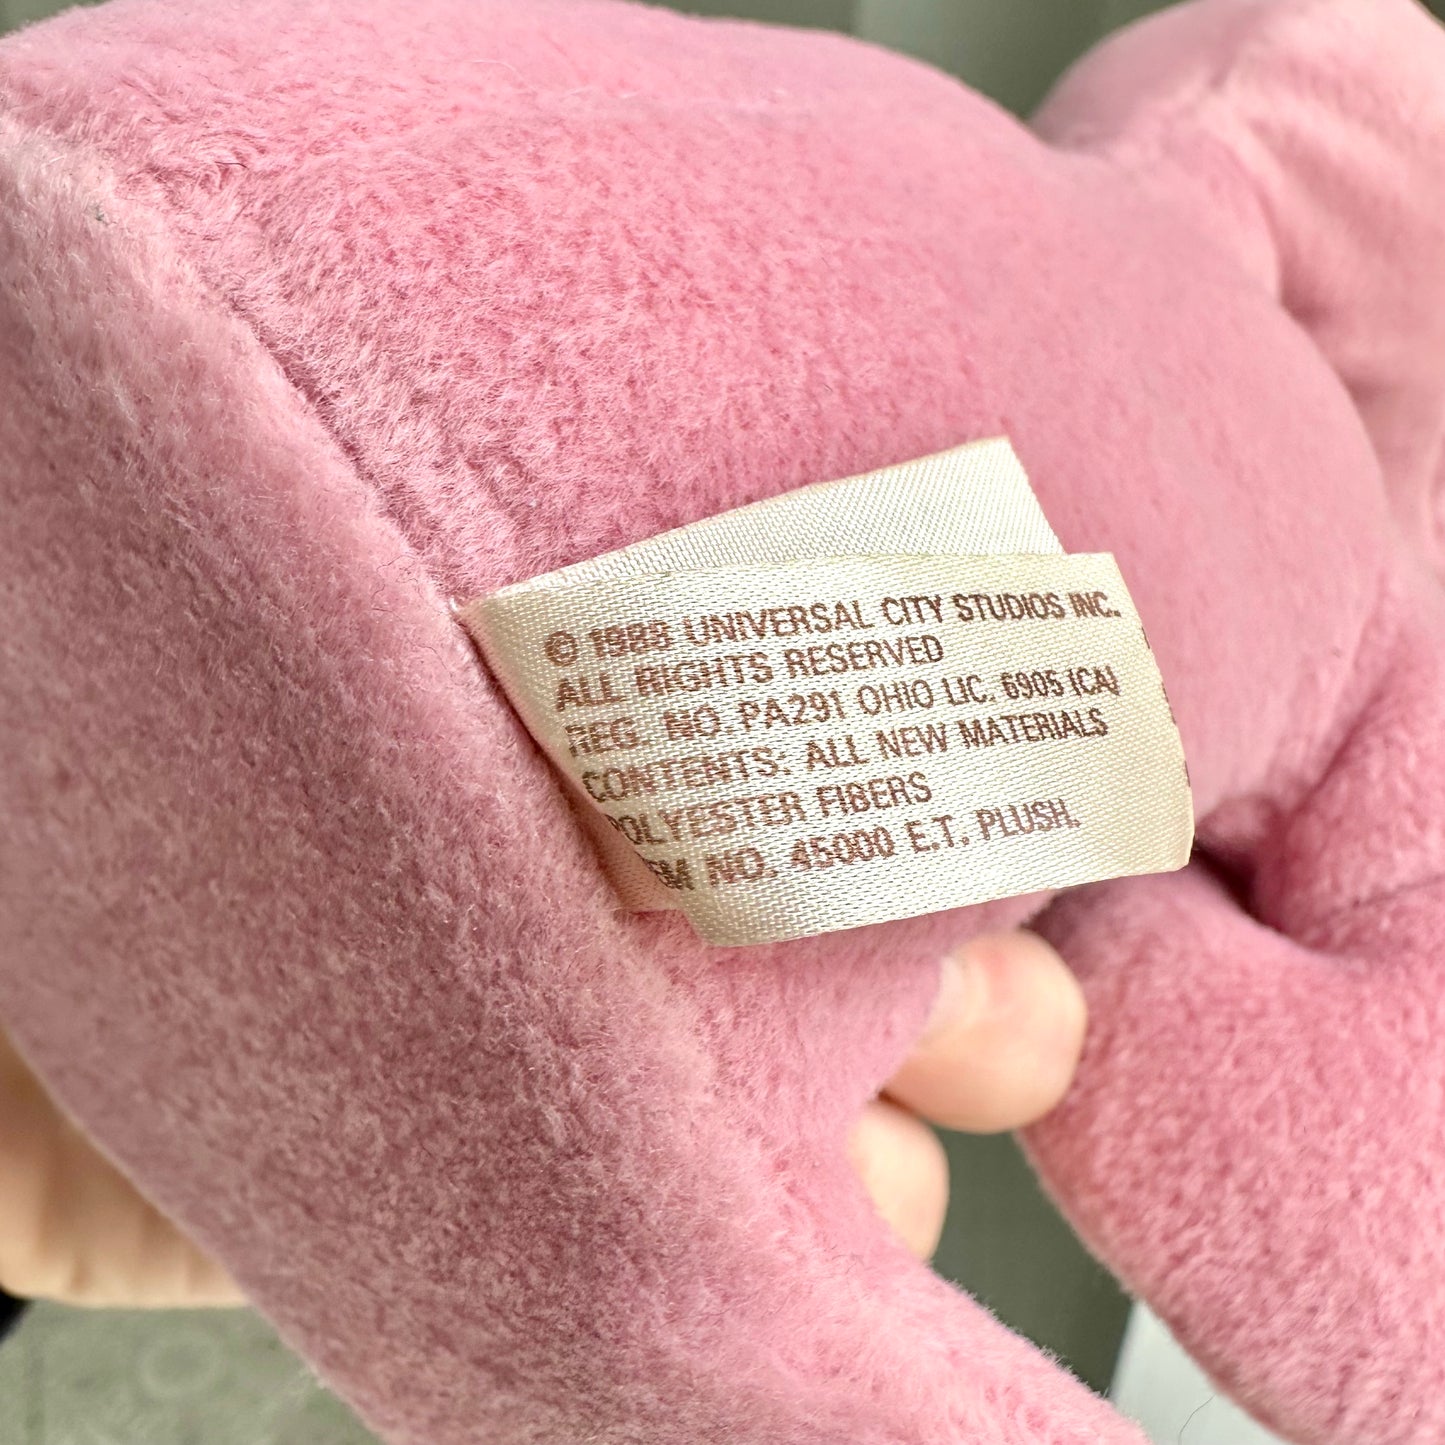 © 1988 UNIVERSAL CITY STUDIOS INC.
ALL RIGHTS RESERVED
REG. NO. PA291 OHIO LIC. 6905 (CA)
CONTENTS: ALL NEW MATERIALS
POLYESTER FIBERS
EM NO. 45000 E.T. PLUSH.